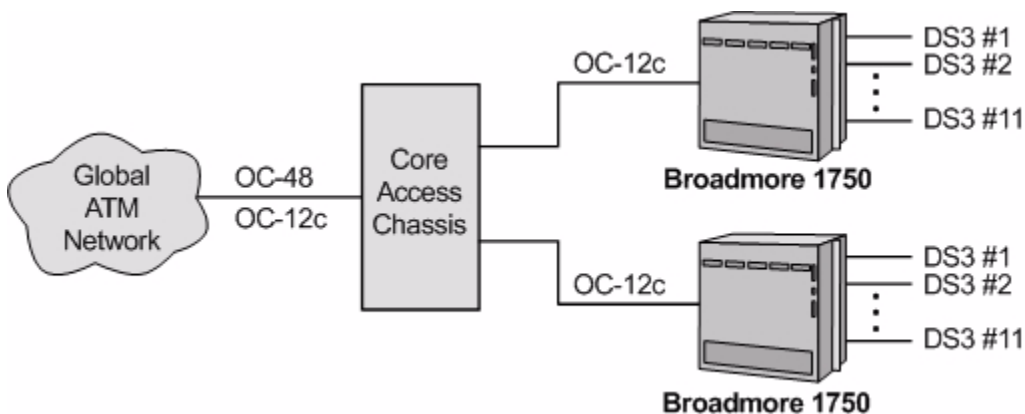 Global
ATM
Network
OC-48
OC-12c
Core
Access
Chassis
OC-12c
DS3 #1
DS3 #2
DS3 #11
Broadmore 1750
OC-12c
DS3 #1
DS3 #2
DS3 #11
Broadmore 1750